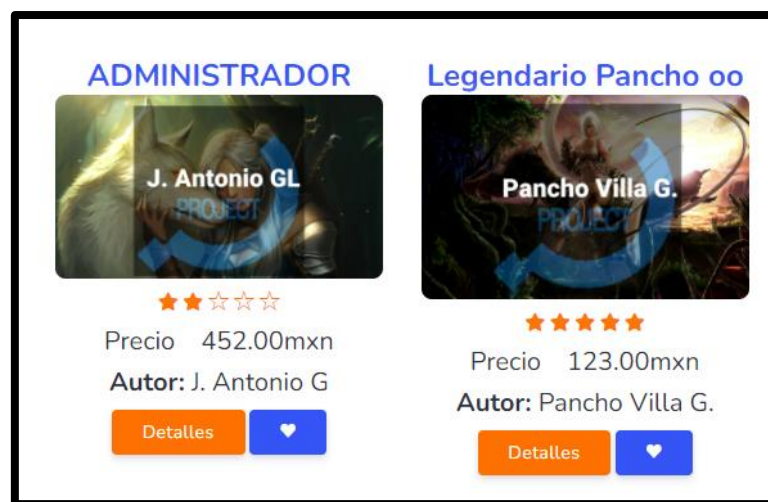 ADMINISTRADOR
J. Antonio GL
PROJECT
Precio 452.00mxn
Autor: J. Antonio G
Detalles
Legendario Pancho oo
Pancho Villa G.
PROJECT
Precio 123.00mxn
Autor: Pancho Villa G.
Detalles